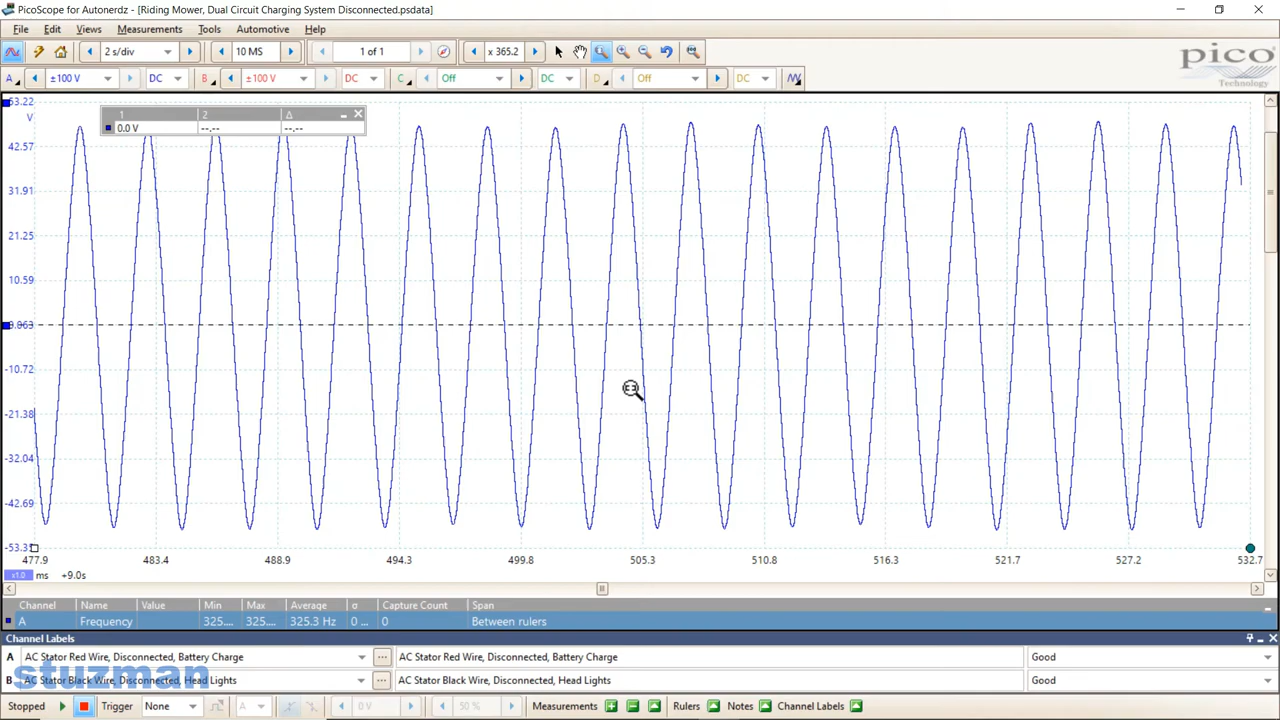 PicoScope for Autonerdz - [Riding Mower, Dual Circuit Charging System Disconnected.psdata]
File Edit Views Measurements Tools Automotive Help
2 s/div 10 MS 1 of 1 x 365.2
pico
Technology
A ±100 V DC B ±100 V DC C Off DC D Off DC
53.22
V
1 2 Δ
0.0 V --.-- --.--
42.57
31.91
21.25
10.59
-10.72
-21.38
-32.04
-42.69
477.9 483.4 488.9 494.3 499.8 505.3 510.8 516.3 521.7 527.2 532.7
x1.0 ms +9.0s
Channel Name Value Min Max Average σ Capture Count Span
A Frequency 325.... 325.... 325.3 Hz 0 ... 0 Between rulers
Channel Labels
A AC Stator Red Wire, Disconnected, Battery Charge ... AC Stator Red Wire, Disconnected, Battery Charge Good
B AC Stator Black Wire, Disconnected, Head Lights ... AC Stator Black Wire, Disconnected, Head Lights Good
stuzman
Stopped Trigger None A 0 V 50 % Measurements Rulers Notes Channel Labels